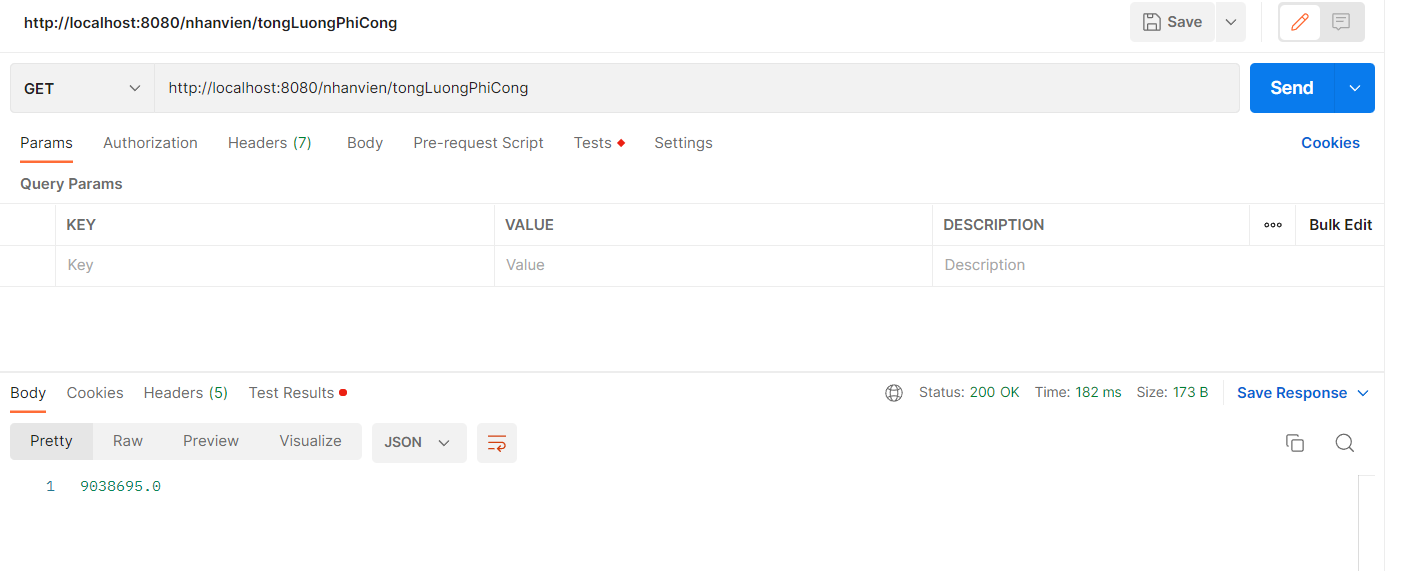 http://localhost:8080/nhanvien/tongLuongPhiCong
Save
GET http://localhost:8080/nhanvien/tongLuongPhiCong Send
Params Authorization Headers (7) Body Pre-request Script Tests Settings Cookies
Query Params
KEY VALUE DESCRIPTION ooo Bulk Edit
Key Value Description
Body Cookies Headers (5) Test Results Status: 200 OK Time: 182 ms Size: 173 B Save Response
Pretty Raw Preview Visualize JSON
1 9038695.0